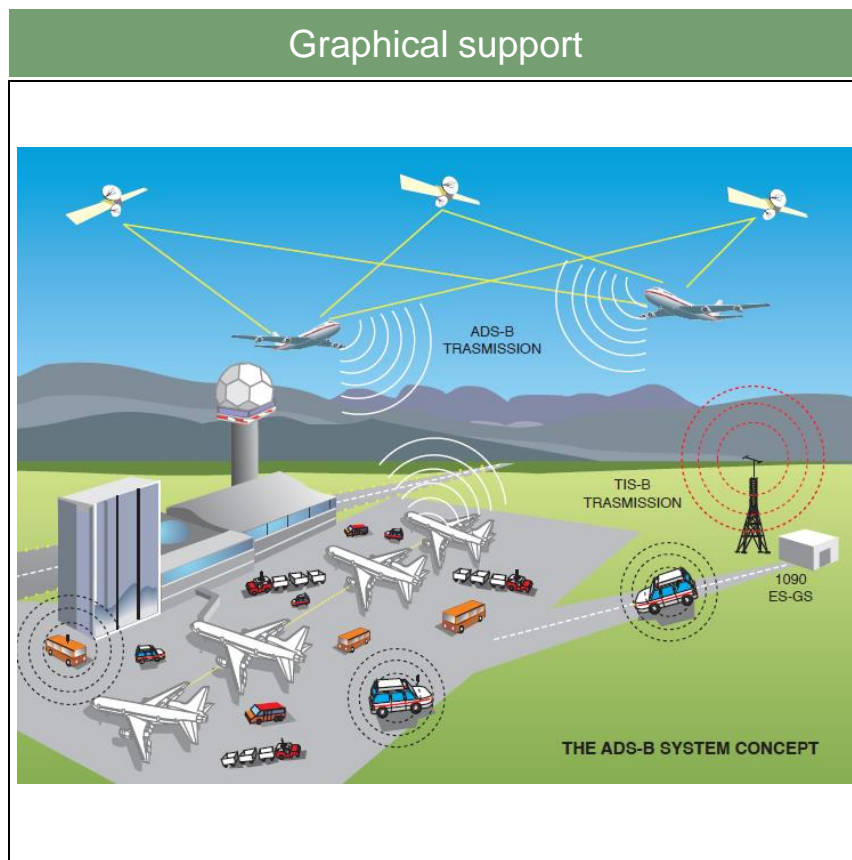 Graphical support
ADS-B
TRASMISSION
TIS-B
TRASMISSION
1090
ES-GS
THE ADS-B SYSTEM CONCEPT